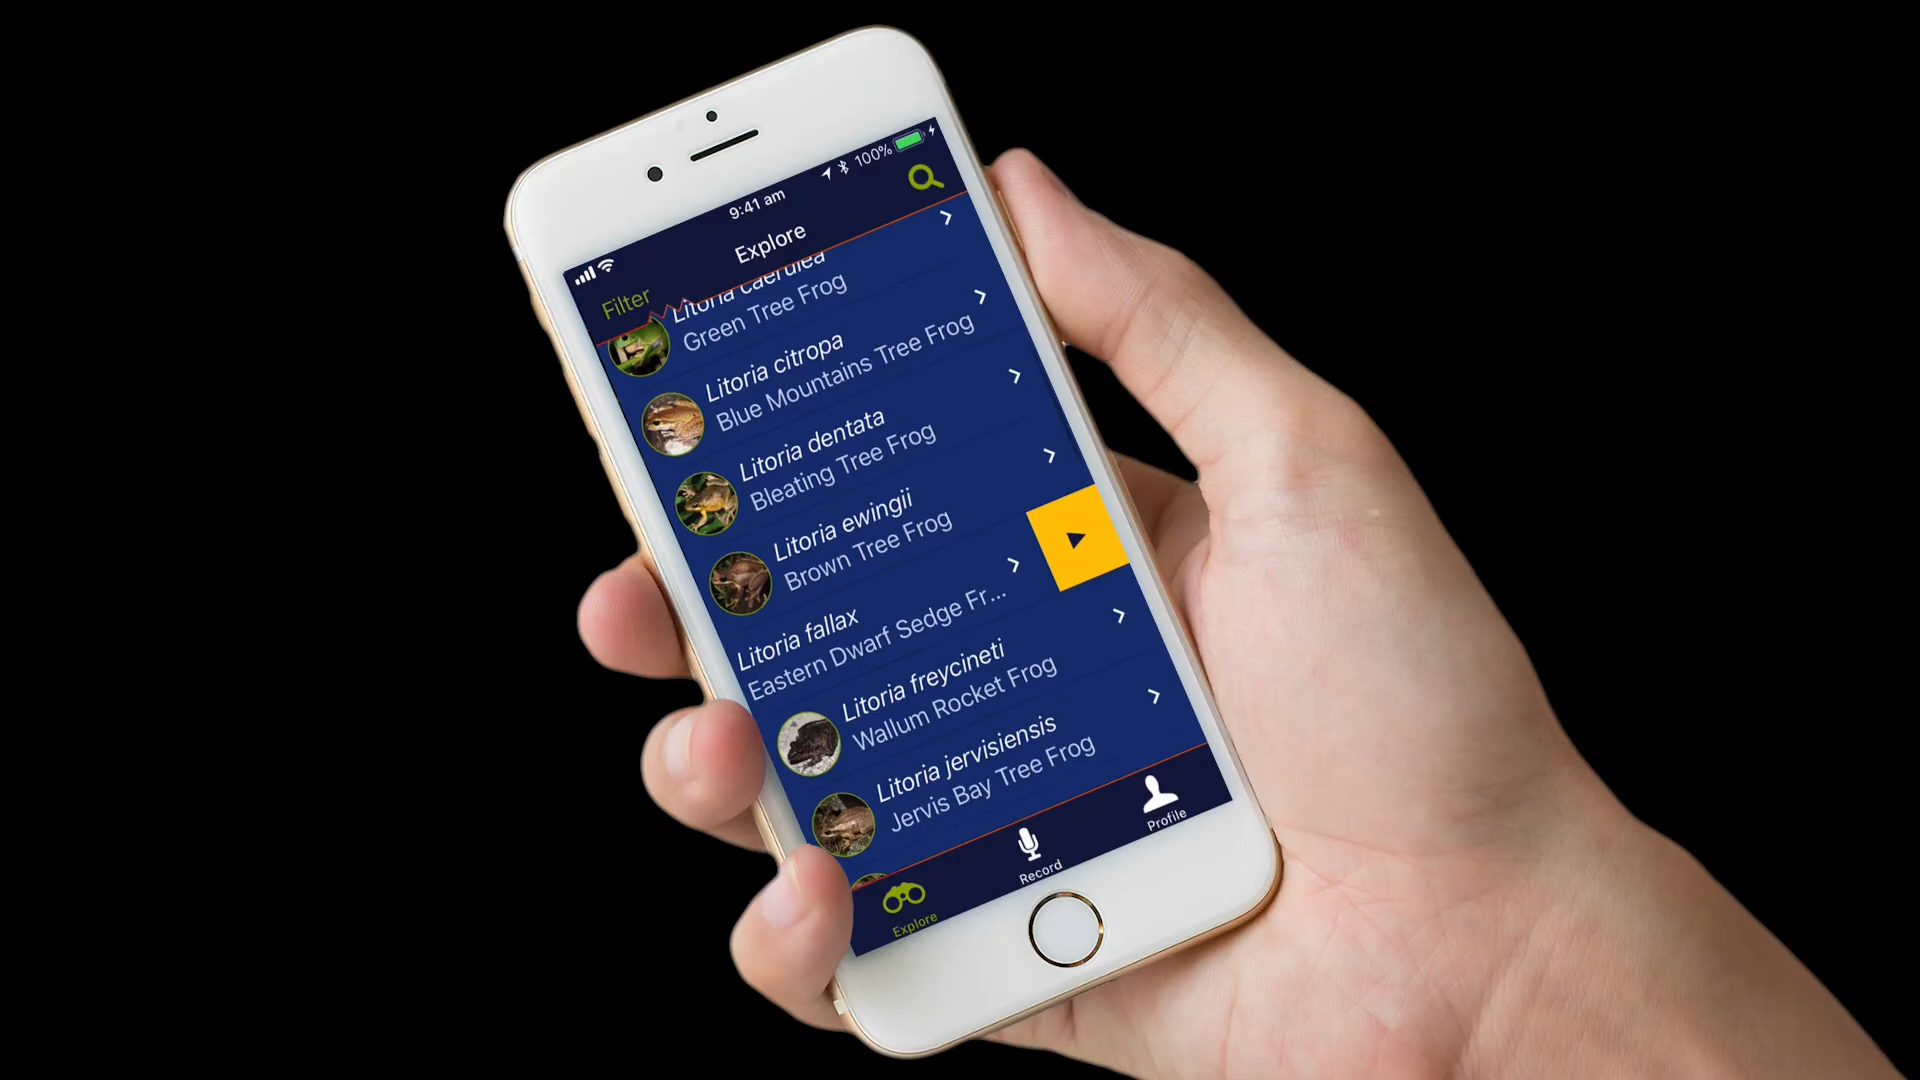 9:41 am
100%
Filter
Explore
Litoria caerulea
Green Tree Frog
Litoria citropa
Blue Mountains Tree Frog
Litoria dentata
Bleating Tree Frog
Litoria ewingii
Brown Tree Frog
Litoria fallax
Eastern Dwarf Sedge Fr...
Litoria freycineti
Wallum Rocket Frog
Litoria jervisiensis
Jervis Bay Tree Frog
Explore
Record
Profile